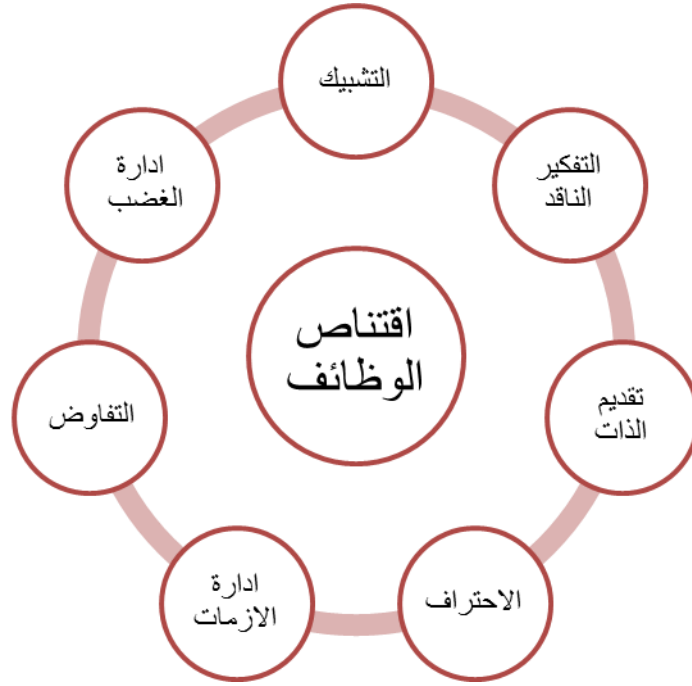 التشبيك
التفكير
الناقد
تقديم
الذات
الاحتراف
ادارة
الازمات
التفاوض
ادارة
الغضب
اقتناص
الوظائف